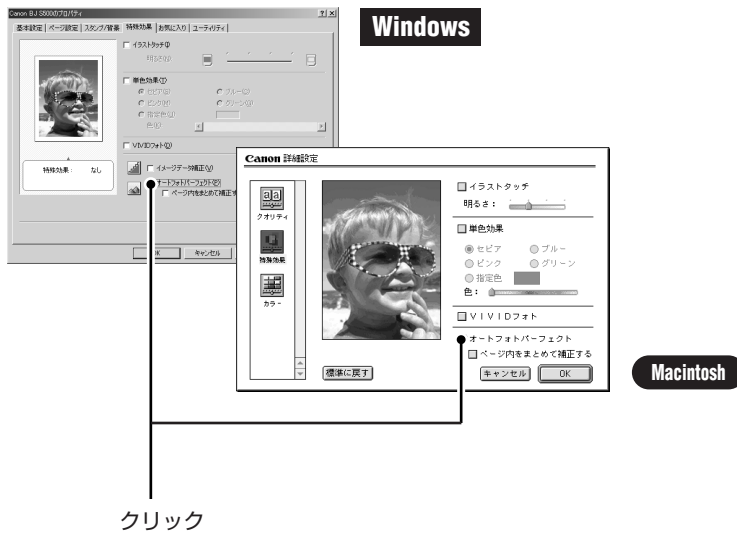 Canon BJ S500のプロパティ
基本設定 ページ設定 スタンプ/背景 特殊効果 お気に入り ユーティリティ
イラストタッチ(I)
明るさ(N)
単色効果(T)
セピア(S) ブルー(G)
ピンク(M) グリーン(G)
指定色(U)
色(K)
VIVIDフォト(O)
イメージデータ補正(V)
オートフォトパーフェクト(P)
ページ内をまとめて補正す
特殊効果： なし
OK キャンセル
Windows
Canon 詳細設定
クオリティ
特殊効果
カラー
イラストタッチ
明るさ：
単色効果
セピア ブルー
ピンク グリーン
指定色
色：
VIVIDフォト
オートフォトパーフェクト
ページ内をまとめて補正する
標準に戻す キャンセル OK
Macintosh
クリック